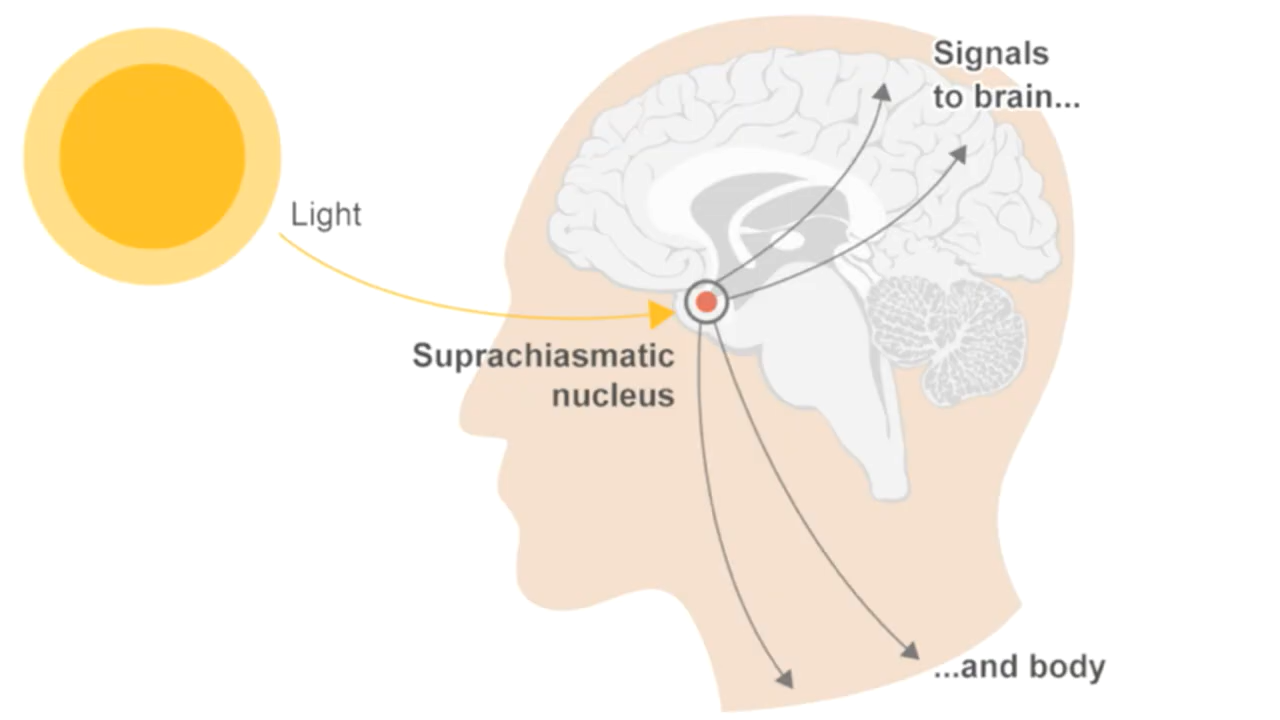 Signals
to brain...
Light
Suprachiasmatic
nucleus
...and body